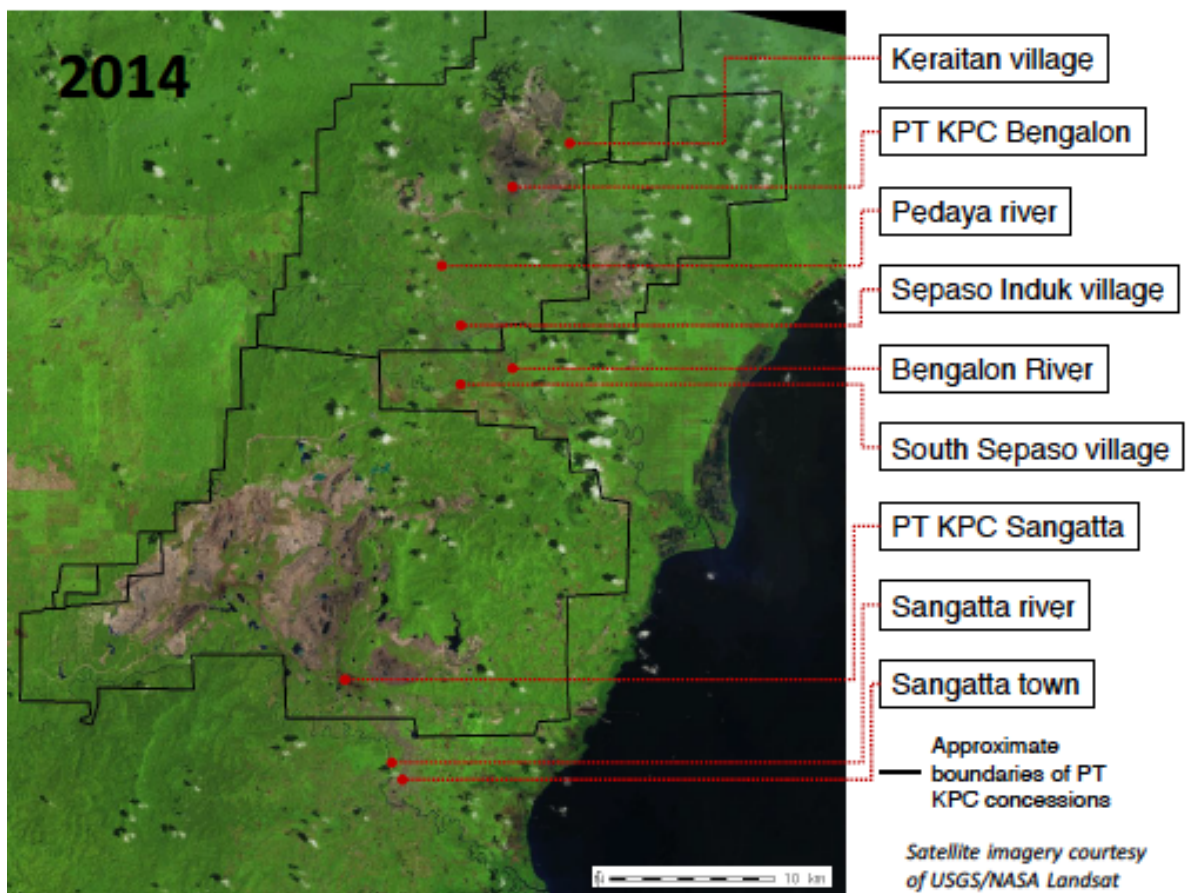 2014
Keraitan village
PT KPC Bengalon
Pedaya river
Sepaso Induk village
Bengalon River
South Sepaso village
PT KPC Sangatta
Sangatta river
Sangatta town
Approximate
boundaries of PT
KPC concessions
Satellite imagery courtesy
of USGS/NASA Landsat
10 km